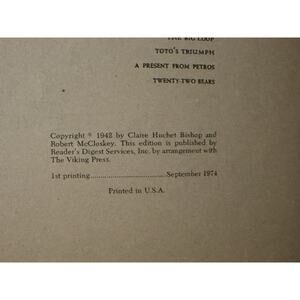 THE BIG LOOP
TOTO'S TRIUMPH
A PRESENT FROM PETROS
TWENTY-TWO BEARS
Copyright © 1942 by Claire Huchet Bishop and
Robert McCloskey. This edition is published by
Reader's Digest Services, Inc. by arrangement with
The Viking Press.
1st printing..............................September 1974
Printed in U.S.A.